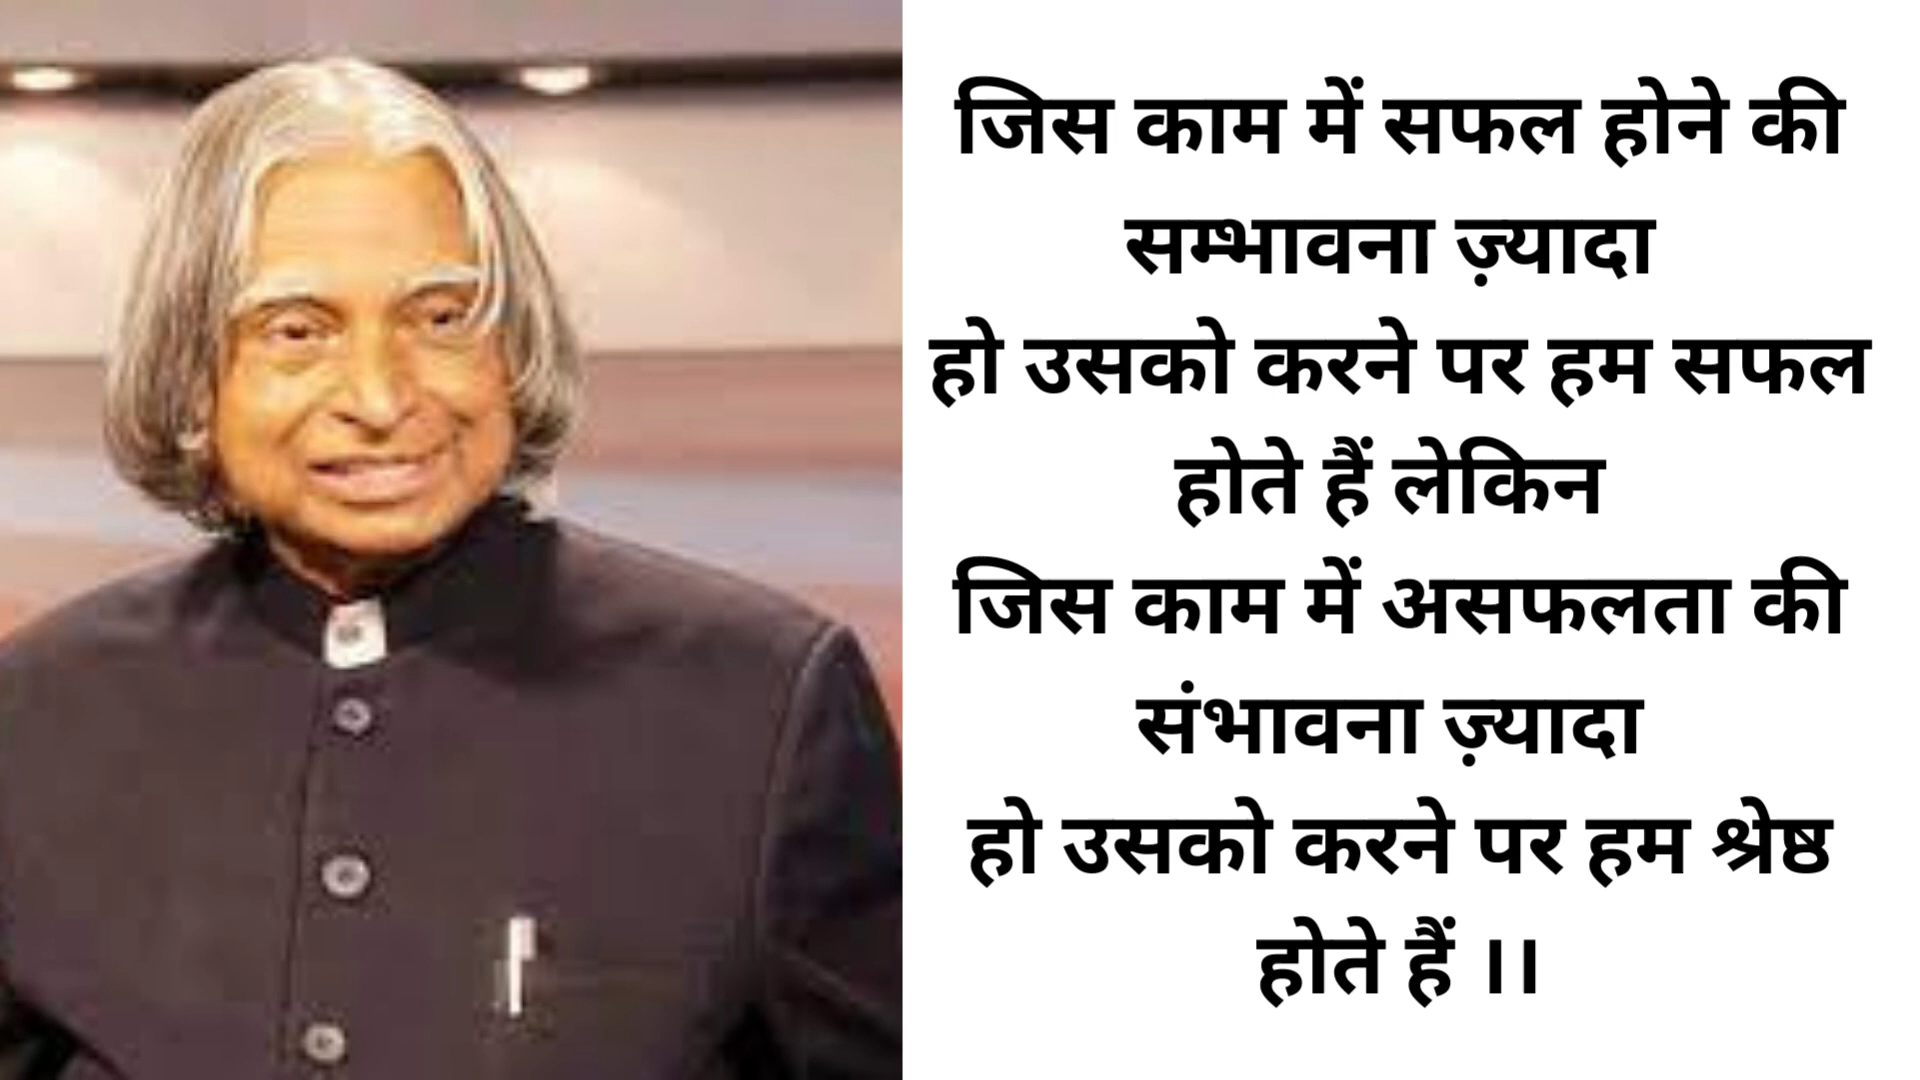 जिस काम में सफल होने की
सम्भावना ज़्यादा
हो उसको करने पर हम सफल
होते हैं लेकिन
जिस काम में असफलता की
संभावना ज़्यादा
हो उसको करने पर हम श्रेष्ठ
होते हैं ।।